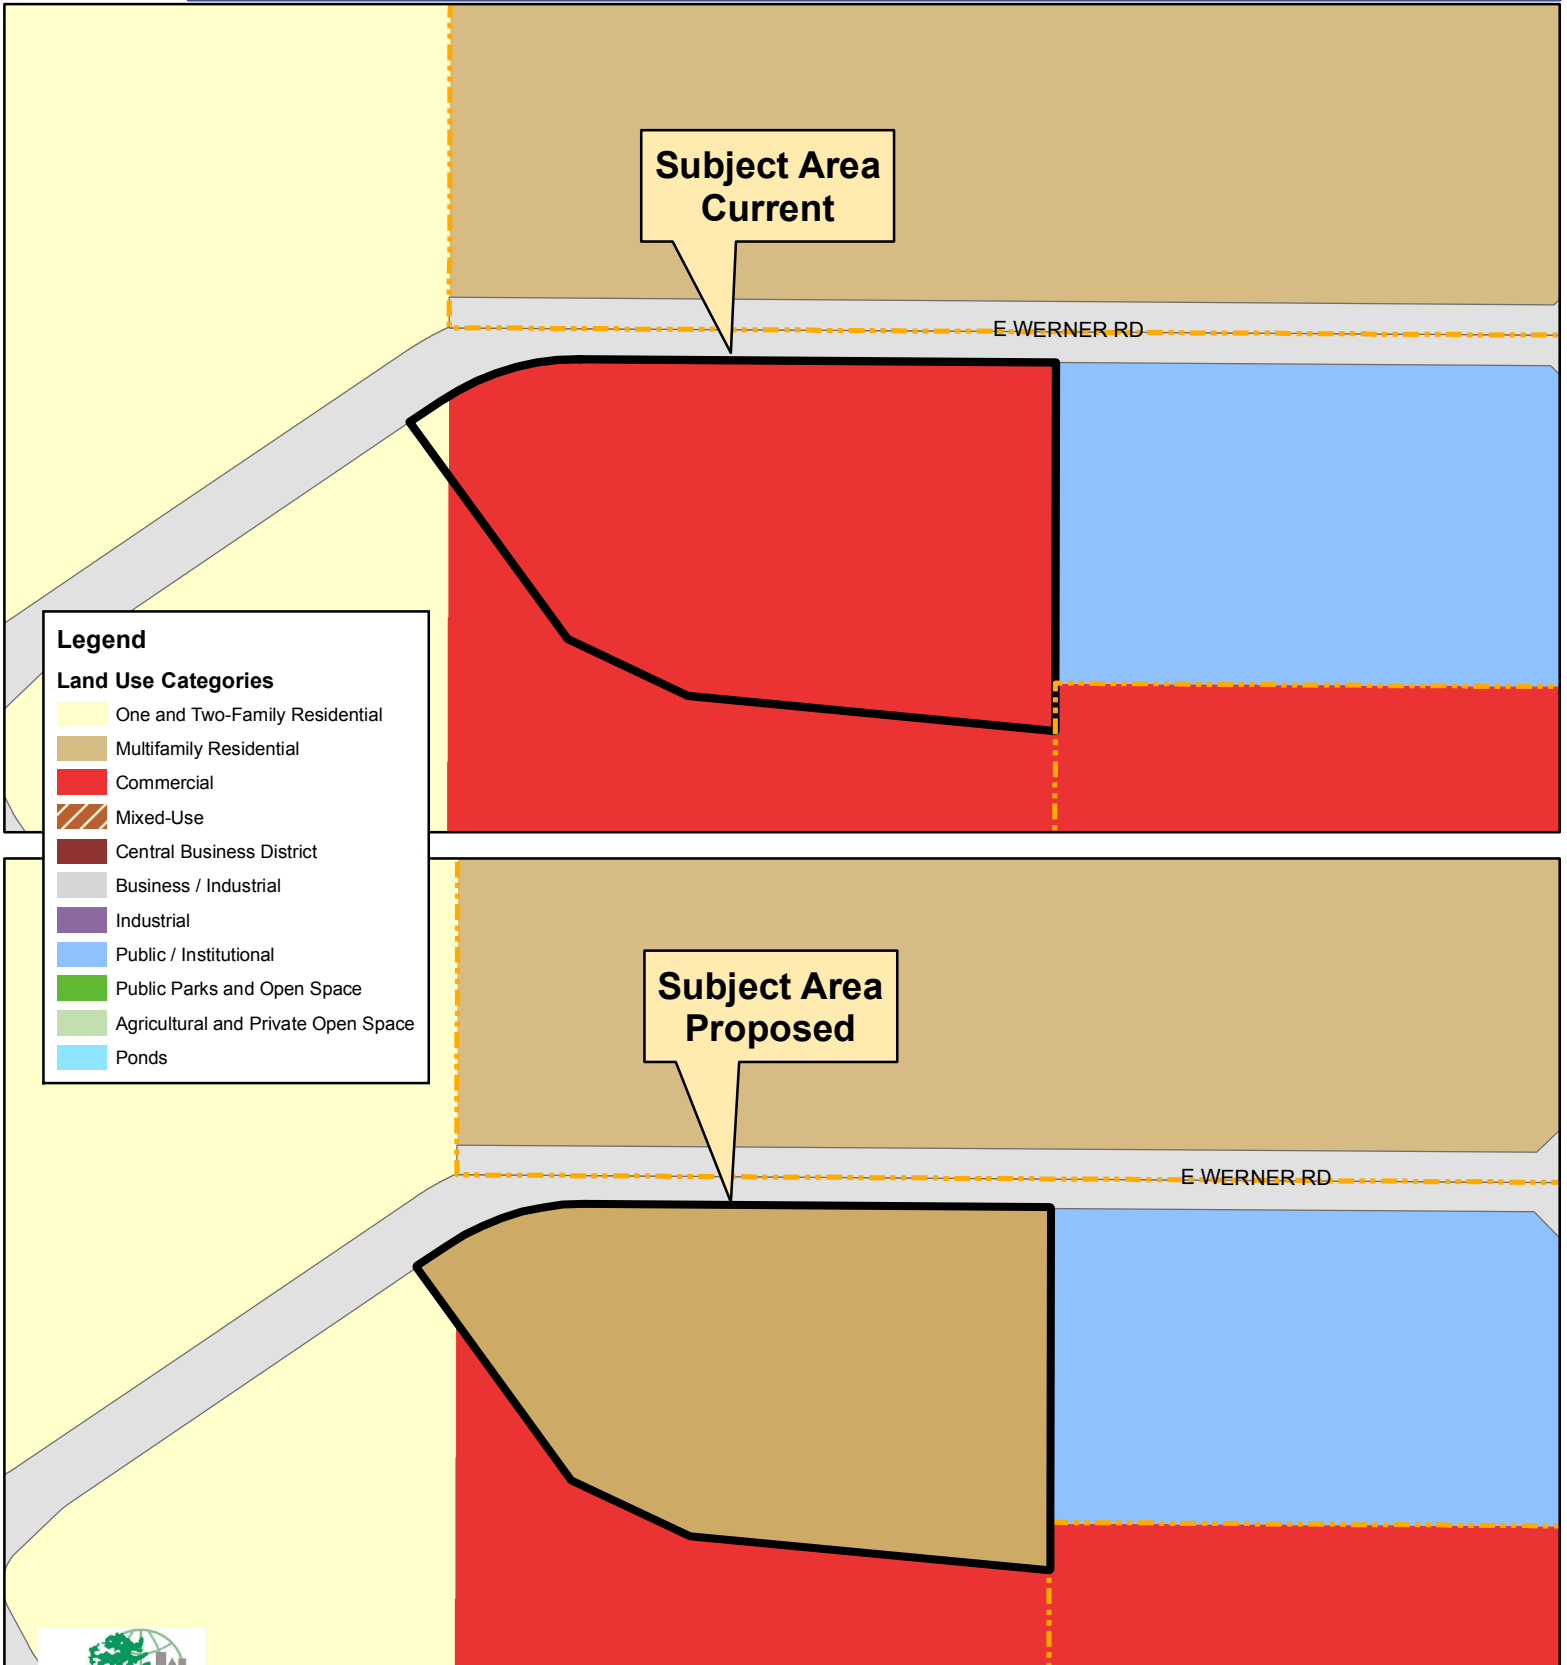 Subject Area
Current
E WERNER RD
Legend
Land Use Categories
One and Two-Family Residential
Multifamily Residential
Commercial
Mixed-Use
Central Business District
Business / Industrial
Industrial
Public / Institutional
Public Parks and Open Space
Agricultural and Private Open Space
Ponds
Subject Area
Proposed
E WERNER RD